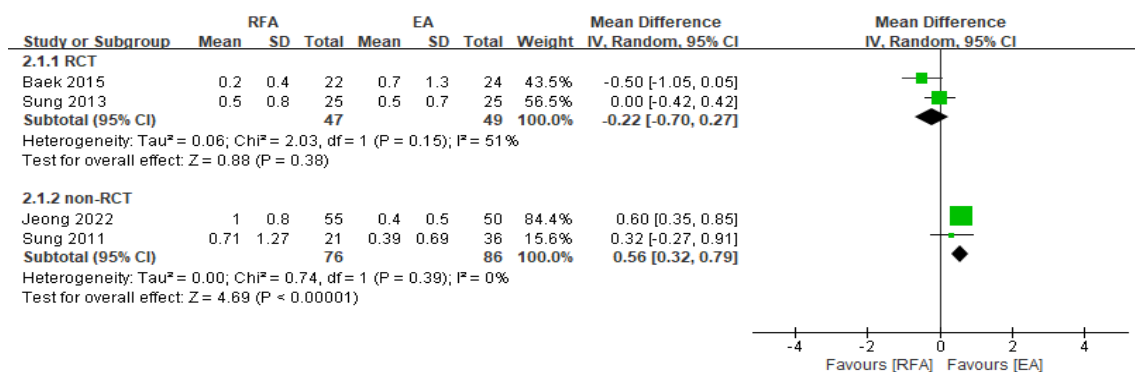 RFA EA Mean Difference Mean Difference
Study or Subgroup Mean SD Total Mean SD Total Weight IV, Random, 95% CI IV, Random, 95% CI
2.1.1 RCT
Baek 2015 0.2 0.4 22 0.7 1.3 24 43.5% -0.50 [-1.05, 0.05]
Sung 2013 0.5 0.8 25 0.5 0.7 25 56.5% 0.00 [-0.42, 0.42]
Subtotal (95% CI) 47 49 100.0% -0.22 [-0.70, 0.27]
Heterogeneity: Tau² = 0.06; Chi² = 2.03, df = 1 (P = 0.15); I² = 51%
Test for overall effect: Z = 0.88 (P = 0.38)
2.1.2 non-RCT
Jeong 2022 1 0.8 55 0.4 0.5 50 84.4% 0.60 [0.35, 0.85]
Sung 2011 0.71 1.27 21 0.39 0.69 36 15.6% 0.32 [-0.27, 0.91]
Subtotal (95% CI) 76 86 100.0% 0.56 [0.32, 0.79]
Heterogeneity: Tau² = 0.00; Chi² = 0.74, df = 1 (P = 0.39); I² = 0%
Test for overall effect: Z = 4.69 (P < 0.00001)
-4 -2 0 2 4
Favours [RFA] Favours [EA]